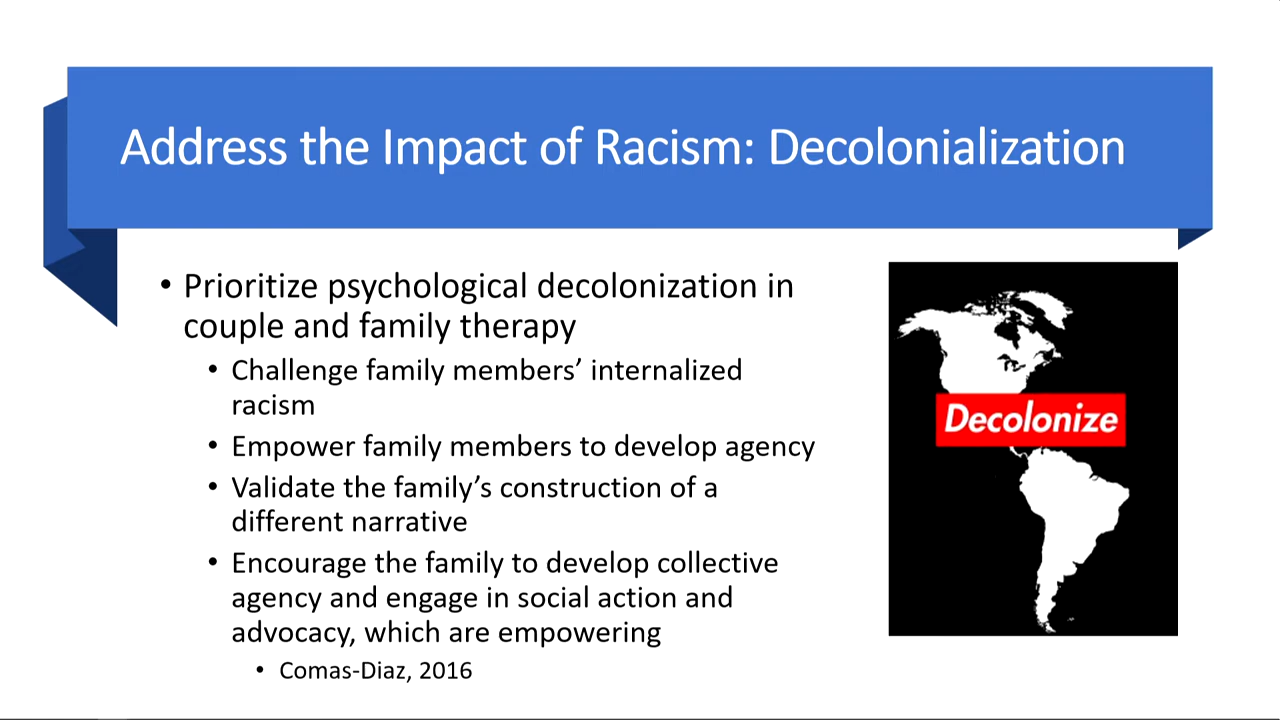 Address the Impact of Racism: Decolonialization
• Prioritize psychological decolonization in
couple and family therapy
• Challenge family members’ internalized
racism
• Empower family members to develop agency
• Validate the family’s construction of a
different narrative
• Encourage the family to develop collective
agency and engage in social action and
advocacy, which are empowering
• Comas-Diaz, 2016
Decolonize